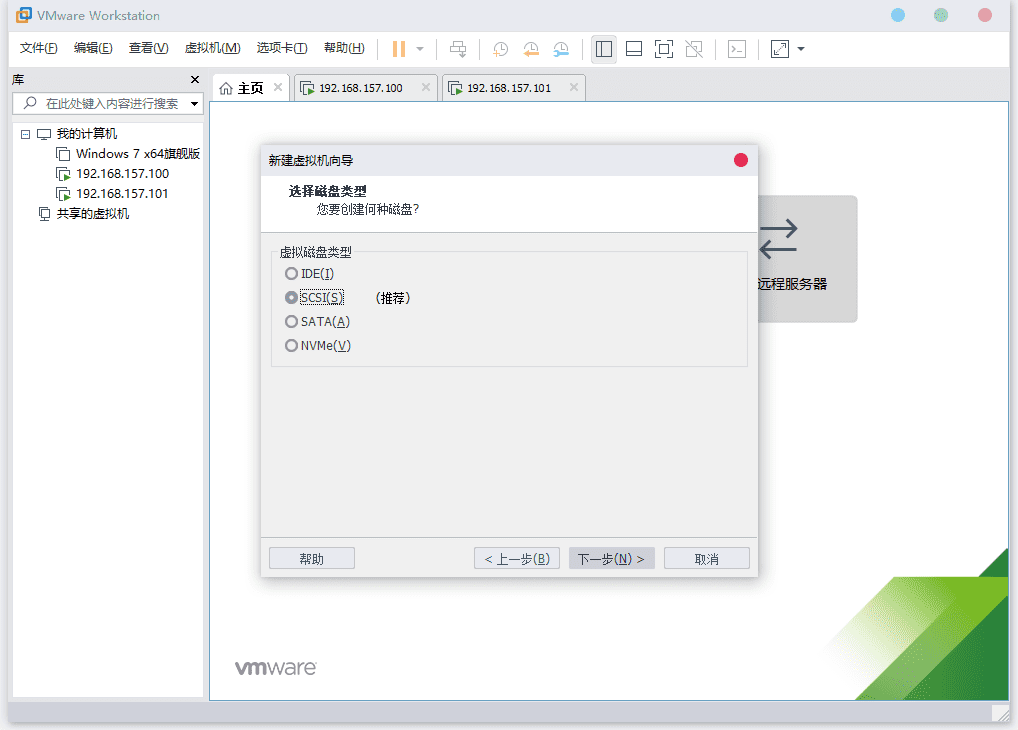 VMware Workstation
文件(F) 编辑(E) 查看(V) 虚拟机(M) 选项卡(T) 帮助(H)
库
在此处键入内容进行搜索
我的计算机
Windows 7 x64旗舰版
192.168.157.100
192.168.157.101
共享的虚拟机
主页 192.168.157.100 192.168.157.101
新建虚拟机向导
选择磁盘类型
您要创建何种磁盘?
虚拟磁盘类型
IDE(I)
SCSI(S) (推荐)
SATA(A)
NVMe(V)
帮助 < 上一步(B) 下一步(N) > 取消
远程服务器
vmware